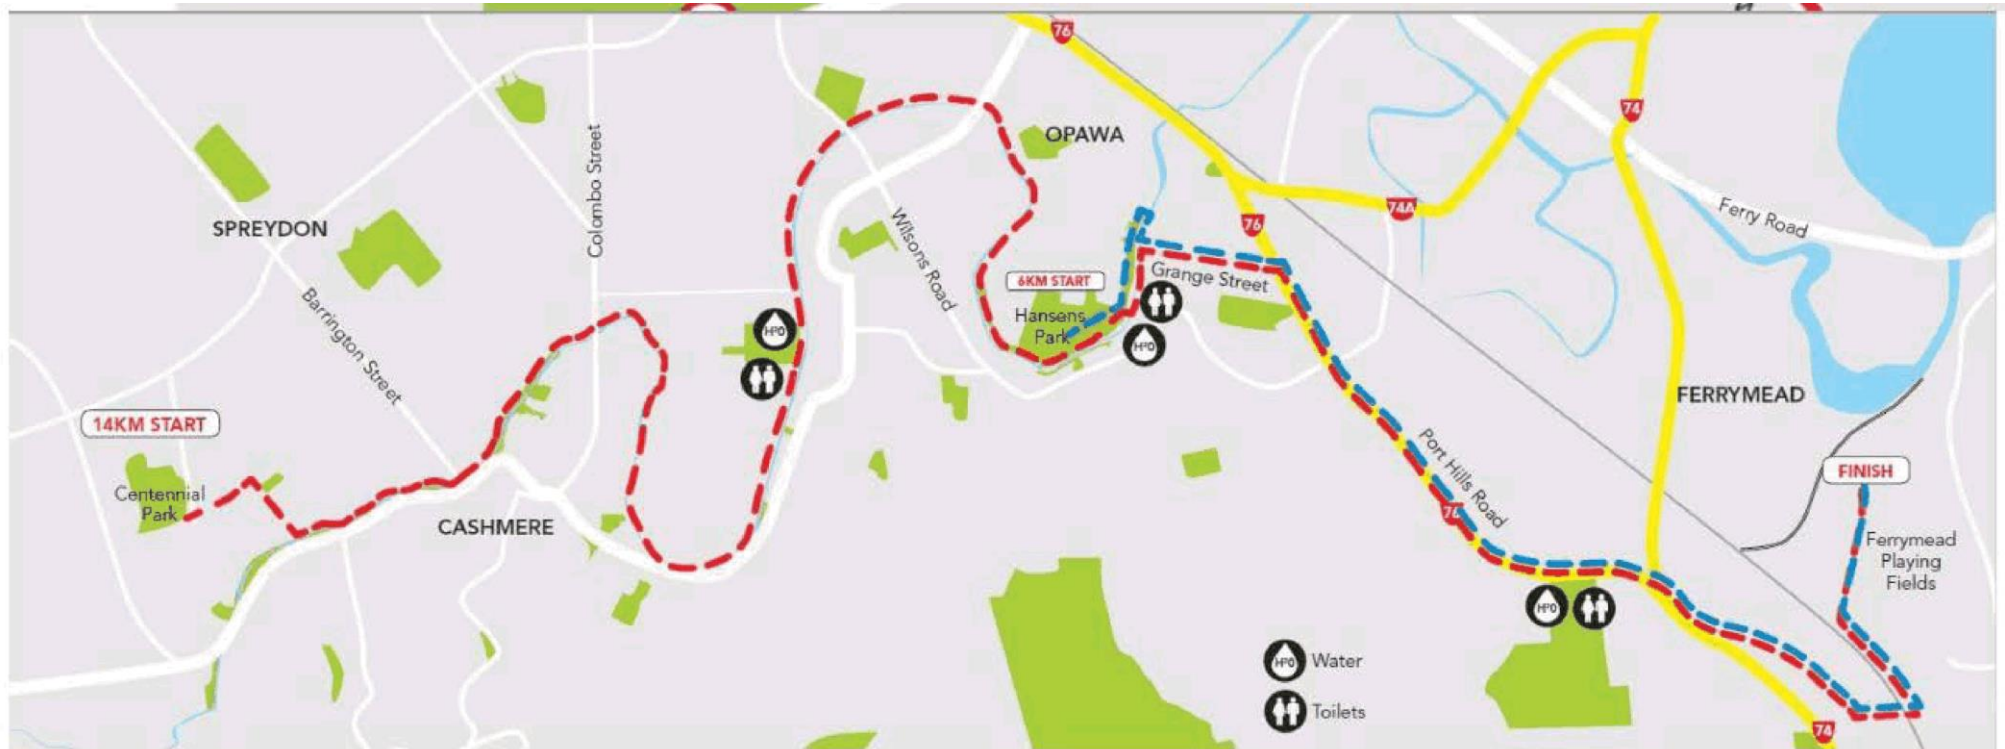 76
74
OPAWA
Colombo Street
SPREYDON
74A
76
Ferry Road
Wilsons Road
Grange Street
6KM START
Hansens
Park
Barrington Street
H²O
H²O
FERRYMEAD
14KM START
Port Hills Road
FINISH
Centennial
Park
CASHMERE
76
Ferrymead
Playing
Fields
H²O
H²O Water
Toilets
74